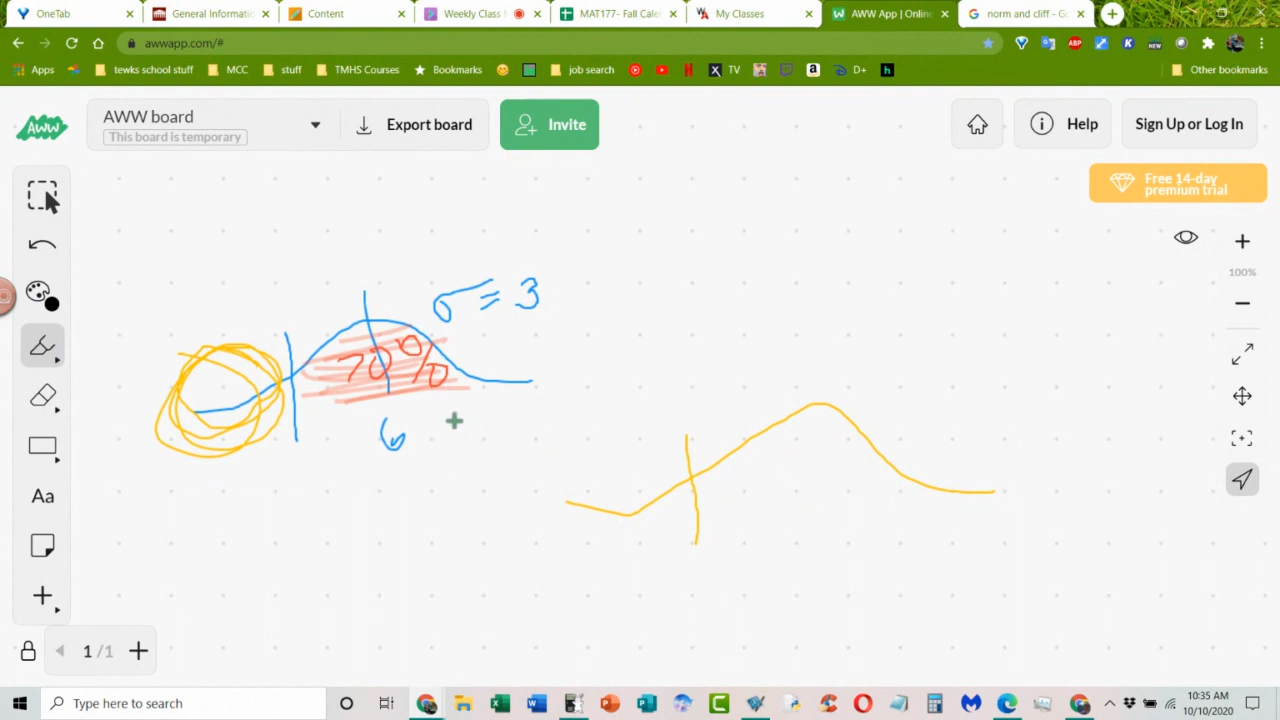 OneTab
General Informatio
Content
Weekly Class
MAT177- Fall Cale
My Classes
AWW App | Online
norm and cliff - Go
awwapp.com/#
Apps
tewks school stuff
MCC
stuff
TMHS Courses
Bookmarks
job search
TV
D+
Other bookmarks
AWW
AWW board
This board is temporary
Export board
Invite
Help
Sign Up or Log In
Free 14-day
premium trial
100%
σ = 3
70%
6
Aa
1 / 1
Type here to search
10:35 AM
10/10/2020